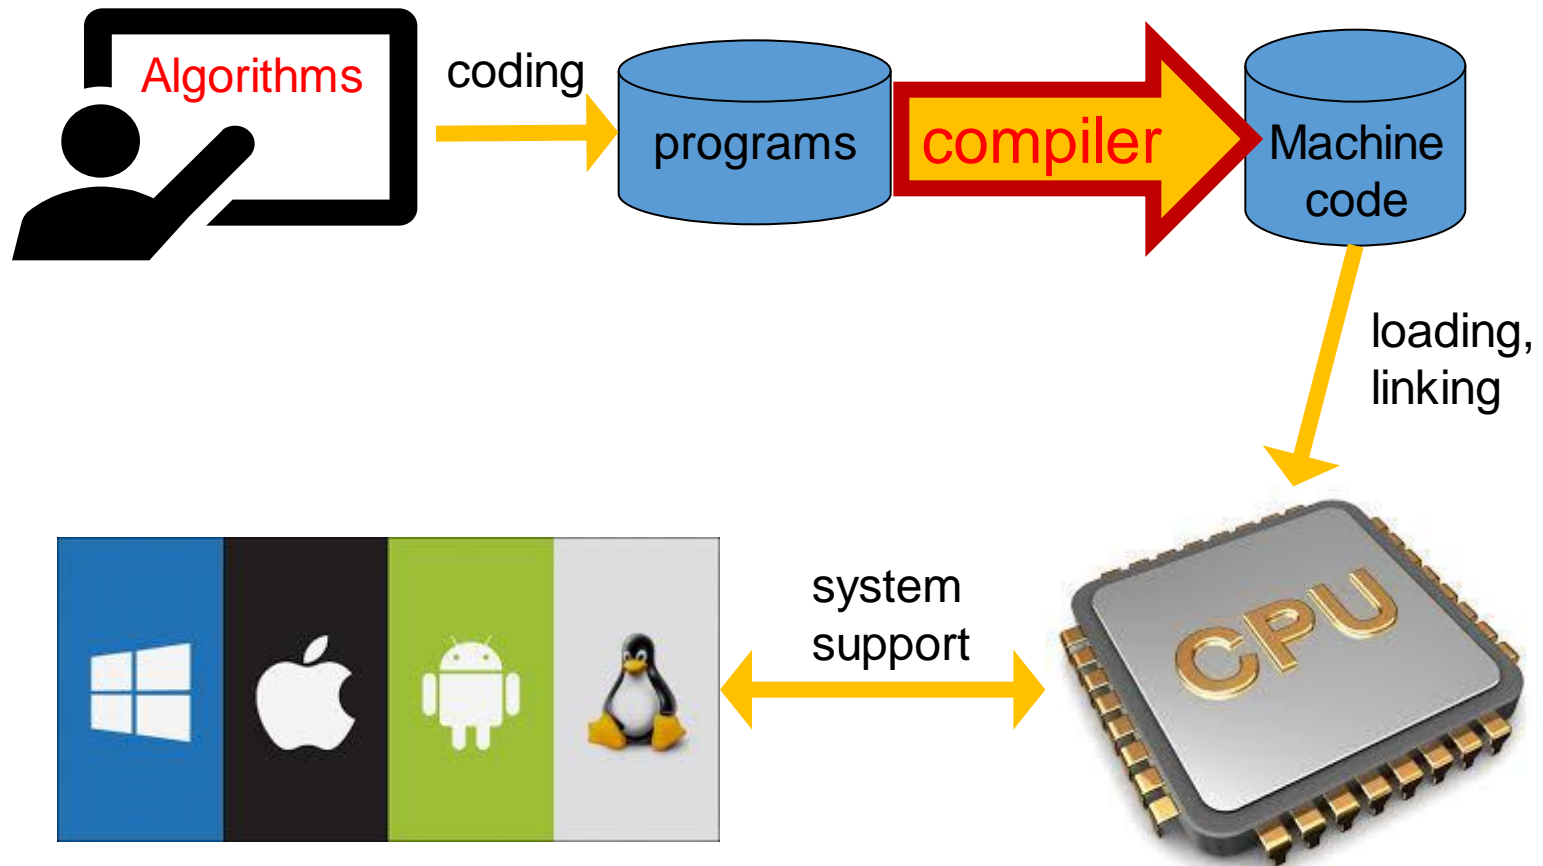 Algorithms
coding
programs
compiler
Machine
code
loading,
linking
system
support
CPU